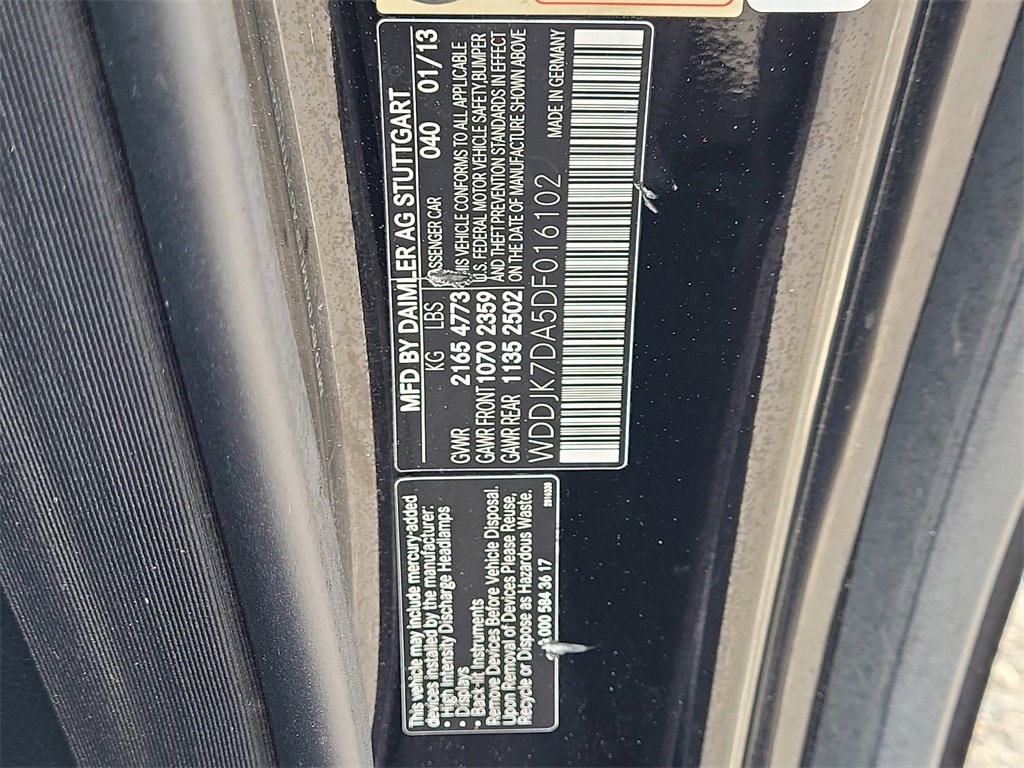 MFD BY DAIMLER AG STUTTGART
040 01/13
KG LBS PASSENGER CAR
GVWR 2165 4773 THIS VEHICLE CONFORMS TO ALL APPLICABLE
U.S. FEDERAL MOTOR VEHICLE SAFETY, BUMPER
GAWR FRONT 1070 2359 AND THEFT PREVENTION STANDARDS IN EFFECT
GAWR REAR 1135 2502 ON THE DATE OF MANUFACTURE SHOWN ABOVE
WDDJK7DA5DF016102 MADE IN GERMANY
This vehicle may include mercury-added
devices installed by the manufacturer:
• High Intensity Discharge Headlamps
• Displays
• Back-lit Instruments
Remove Devices Before Vehicle Disposal.
Upon Removal of Devices Please Reuse,
Recycle or Dispose as Hazardous Waste.
000 584 36 17